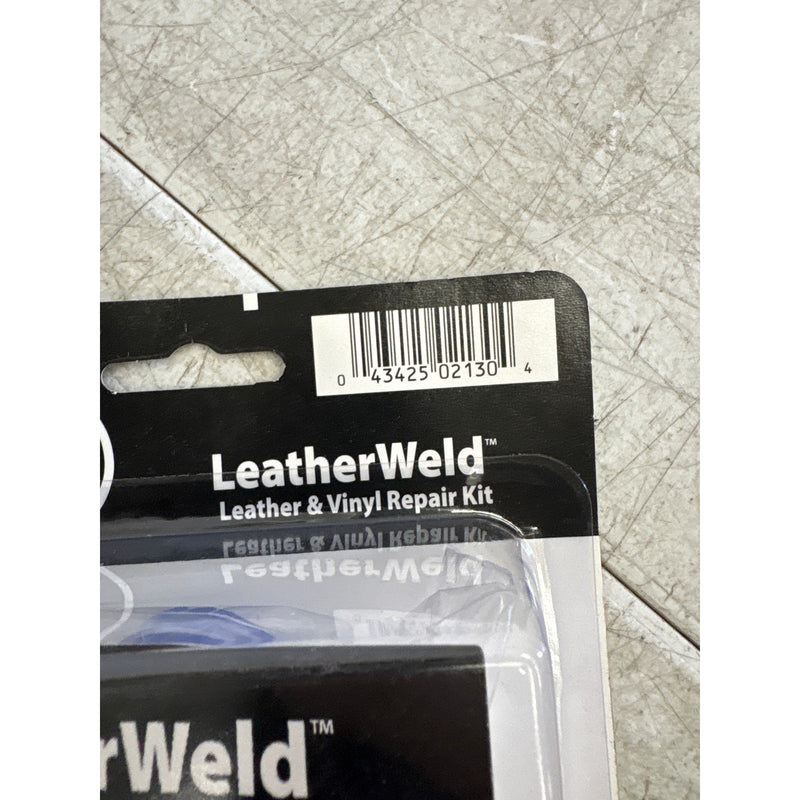 0 43425 02130 4
LeatherWeld™
Leather & Vinyl Repair Kit
Leather & Vinyl Repair Kit
LeatherWeld
rWeld™